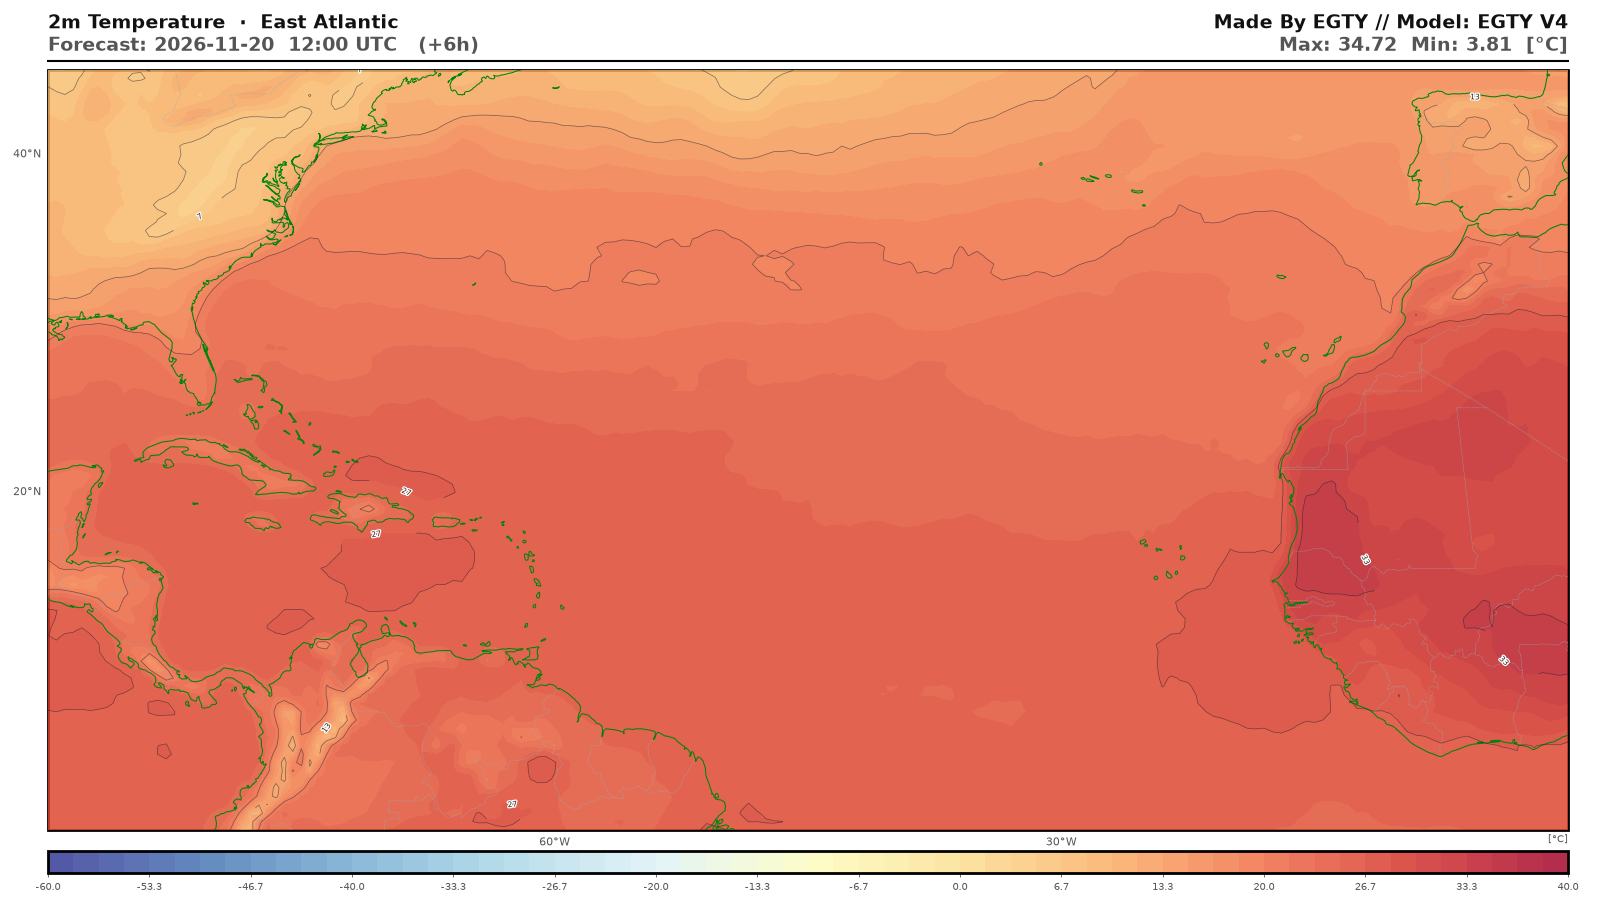 2m Temperature · East Atlantic
Made By EGTY // Model: EGTY V4
Forecast: 2026-11-20 12:00 UTC (+6h)
Max: 34.72 Min: 3.81 [°C]
13
40°N
7
27
20°N
27
33
33
13
27
60°W
30°W
[°C]
-60.0
-53.3
-46.7
-40.0
-33.3
-26.7
-20.0
-13.3
-6.7
0.0
6.7
13.3
20.0
26.7
33.3
40.0